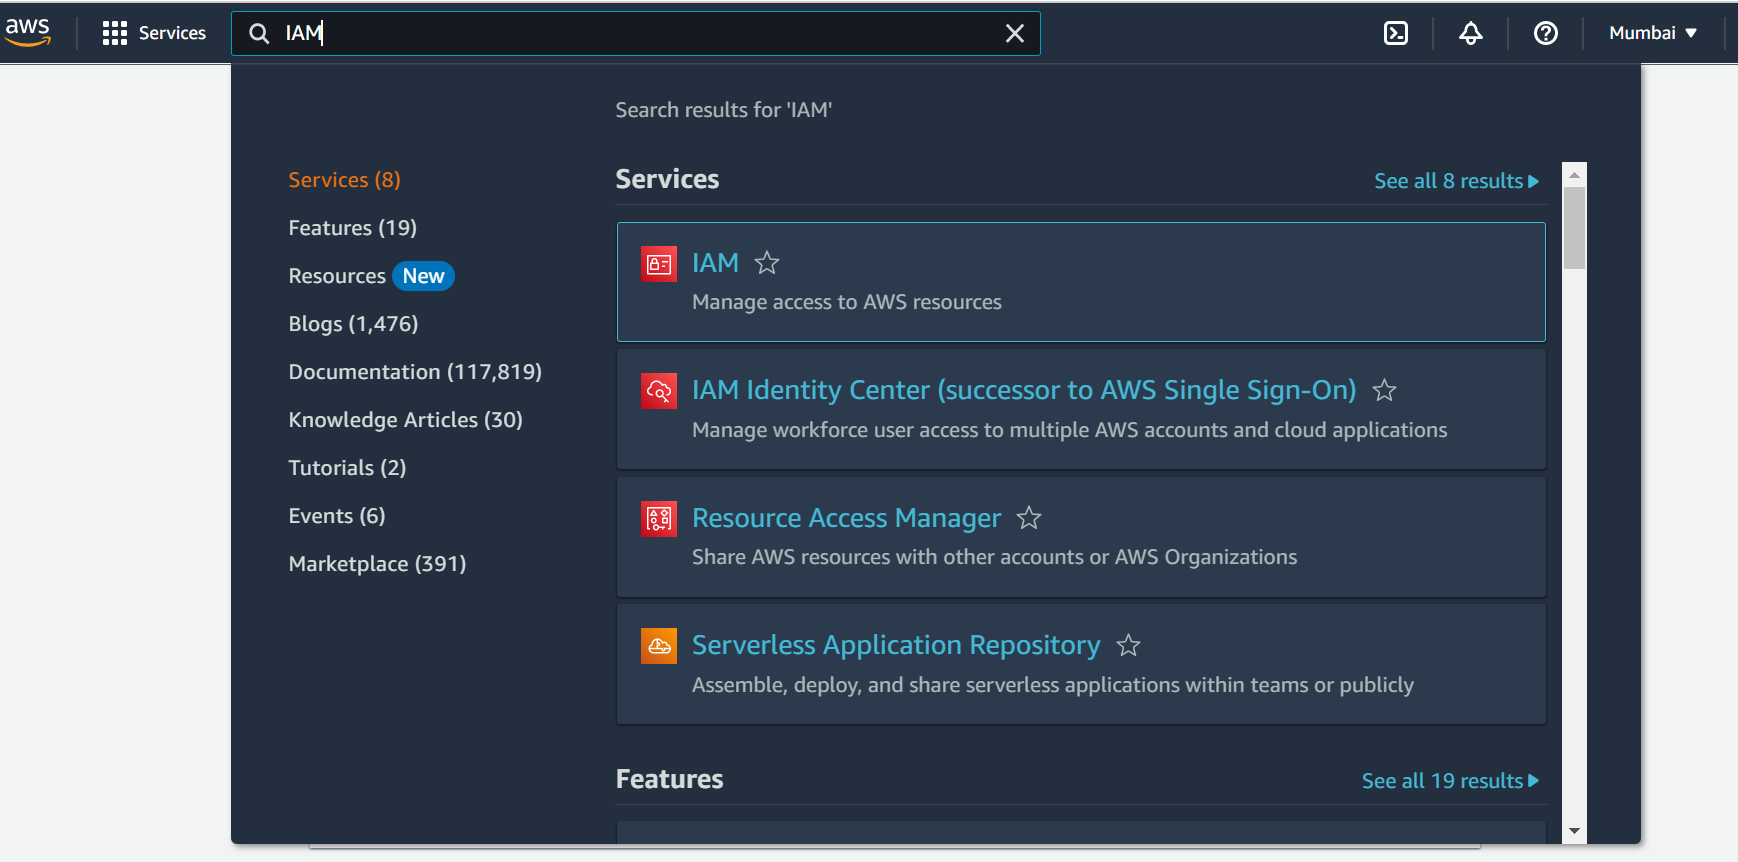 aws
Services
IAM
Mumbai ▼
Search results for 'IAM'
Services (8)
Features (19)
Resources New
Blogs (1,476)
Documentation (117,819)
Knowledge Articles (30)
Tutorials (2)
Events (6)
Marketplace (391)
Services
See all 8 results
IAM
Manage access to AWS resources
IAM Identity Center (successor to AWS Single Sign-On)
Manage workforce user access to multiple AWS accounts and cloud applications
Resource Access Manager
Share AWS resources with other accounts or AWS Organizations
Serverless Application Repository
Assemble, deploy, and share serverless applications within teams or publicly
Features
See all 19 results